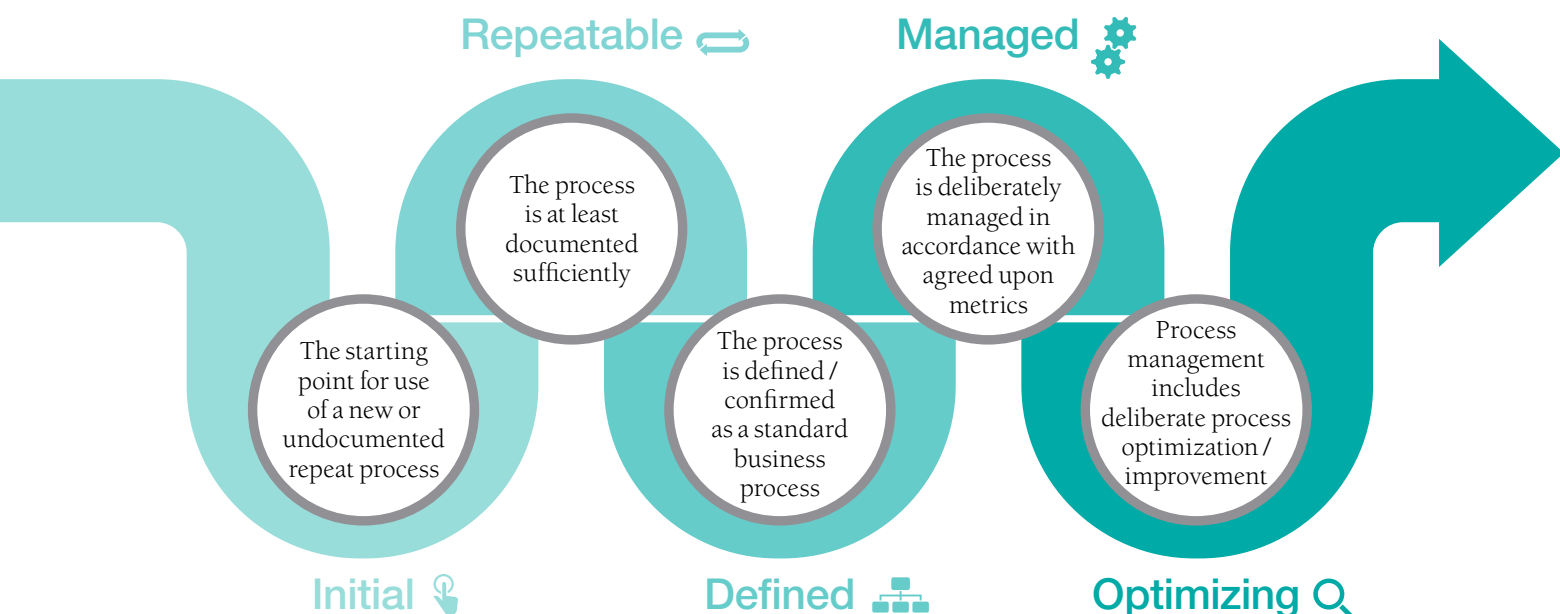 Initial
The starting
point for use
of a new or
undocumented
repeat process
Repeatable
The process
is at least
documented
sufficiently
Defined
The process
is defined /
confirmed
as a standard
business
process
Managed
The process
is deliberately
managed in
accordance with
agreed upon
metrics
Optimizing
Process
management
includes
deliberate process
optimization /
improvement